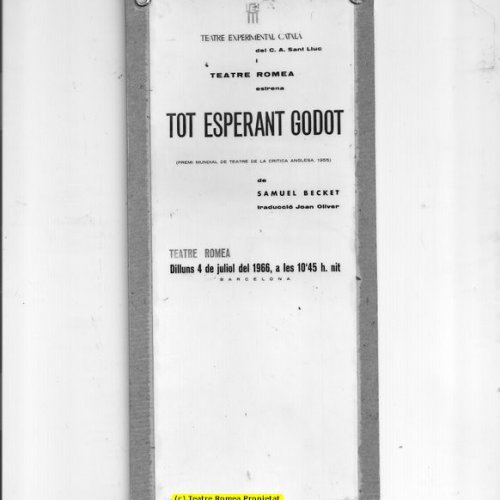 TEATRE EXPERIMENTAL CATALÀ
del C. A. Sant Lluc
i
TEATRE ROMEA
estrena
TOT ESPERANT GODOT
(PREMI MUNDIAL DE TEATRE DE LA CRITICA ANGLESA, 1955)
de
SAMUEL BECKET
traducció Joan Oliver
TEATRE ROMEA
Dilluns 4 de juliol del 1966, a les 10'45 h. nit
BARCELONA
(c) Teatre Romea Propietat